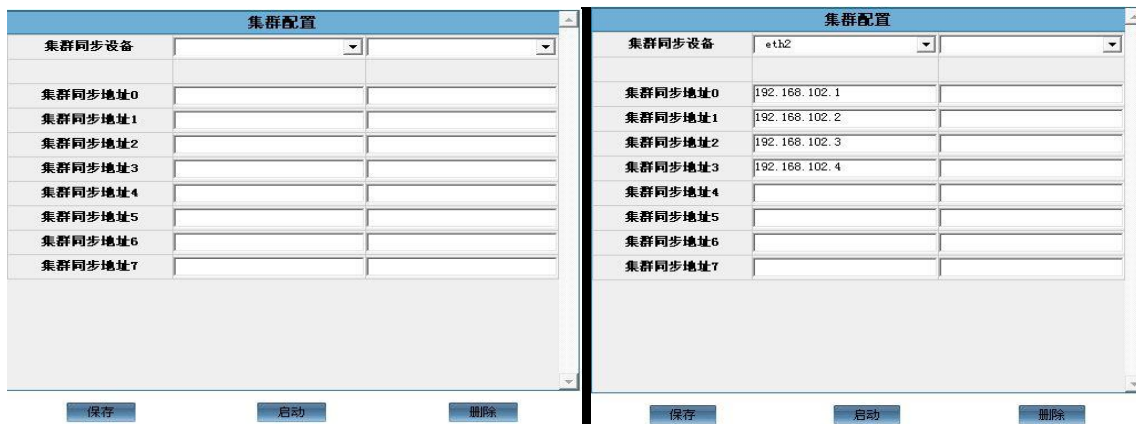 集群配置
集群同步设备
集群同步地址0
集群同步地址1
集群同步地址2
集群同步地址3
集群同步地址4
集群同步地址5
集群同步地址6
集群同步地址7
保存 启动 删除
集群配置
集群同步设备 eth2
集群同步地址0 192.168.102.1
集群同步地址1 192.168.102.2
集群同步地址2 192.168.102.3
集群同步地址3 192.168.102.4
集群同步地址4
集群同步地址5
集群同步地址6
集群同步地址7
保存 启动 删除